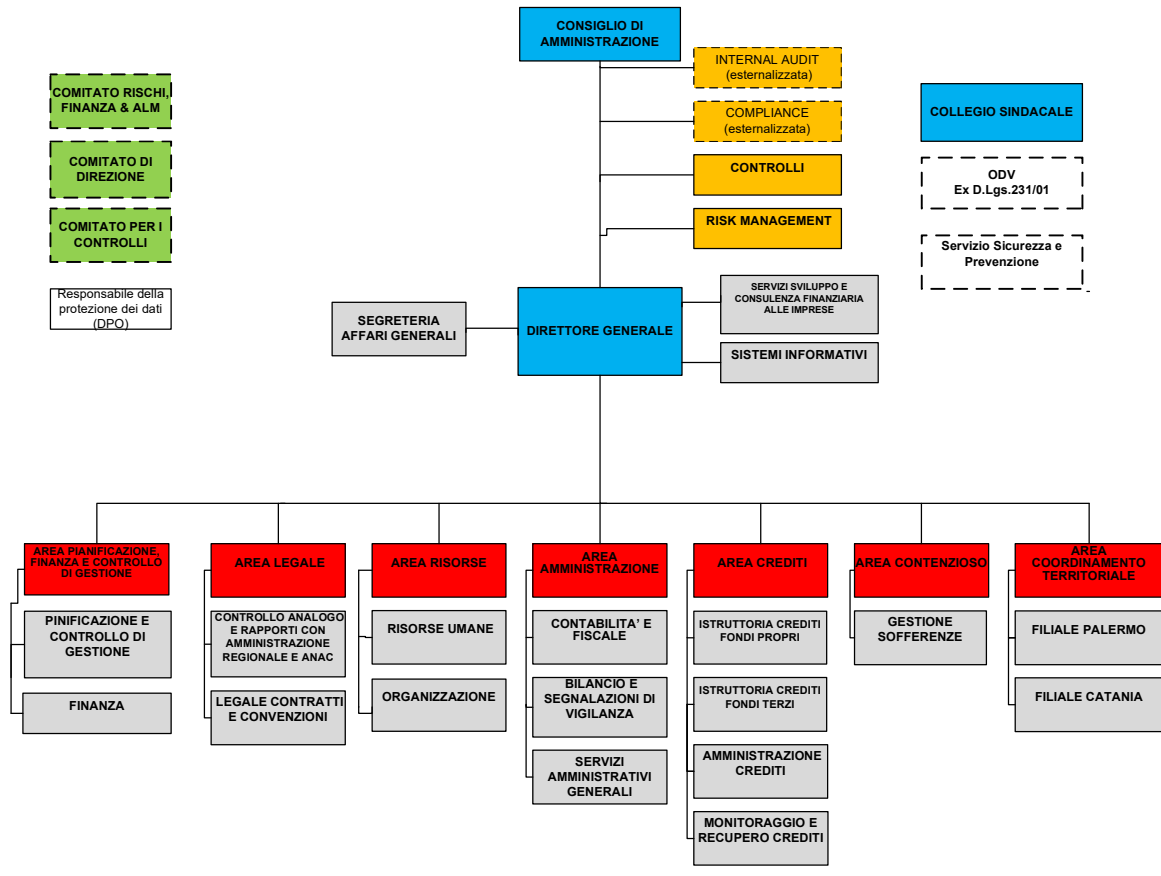 CONSIGLIO DI
AMMINISTRAZIONE
INTERNAL AUDIT
(esternalizzata)
COMPLIANCE
(esternalizzata)
CONTROLLI
RISK MANAGEMENT
COMITATO RISCHI,
FINANZA & ALM
COMITATO DI
DIREZIONE
COMITATO PER I
CONTROLLI
Responsabile della
protezione dei dati
(DPO)
COLLEGIO SINDACALE
ODV
Ex D.Lgs.231/01
Servizio Sicurezza e
Prevenzione
SEGRETERIA
AFFARI GENERALI
DIRETTORE GENERALE
SERVIZI SVILUPPO E
CONSULENZA FINANZIARIA
ALLE IMPRESE
SISTEMI INFORMATIVI
AREA PIANIFICAZIONE,
FINANZA E CONTROLLO
DI GESTIONE
PINIFICAZIONE E
CONTROLLO DI
GESTIONE
FINANZA
AREA LEGALE
CONTROLLO ANALOGO
E RAPPORTI CON
AMMINISTRAZIONE
REGIONALE E ANAC
LEGALE CONTRATTI
E CONVENZIONI
AREA RISORSE
RISORSE UMANE
ORGANIZZAZIONE
AREA
AMMINISTRAZIONE
CONTABILITA’ E
FISCALE
BILANCIO E
SEGNALAZIONI DI
VIGILANZA
SERVIZI
AMMINISTRATIVI
GENERALI
AREA CREDITI
ISTRUTTORIA CREDITI
FONDI PROPRI
ISTRUTTORIA CREDITI
FONDI TERZI
AMMINISTRAZIONE
CREDITI
MONITORAGGIO E
RECUPERO CREDITI
AREA CONTENZIOSO
GESTIONE
SOFFERENZE
AREA
COORDINAMENTO
TERRITORIALE
FILIALE PALERMO
FILIALE CATANIA